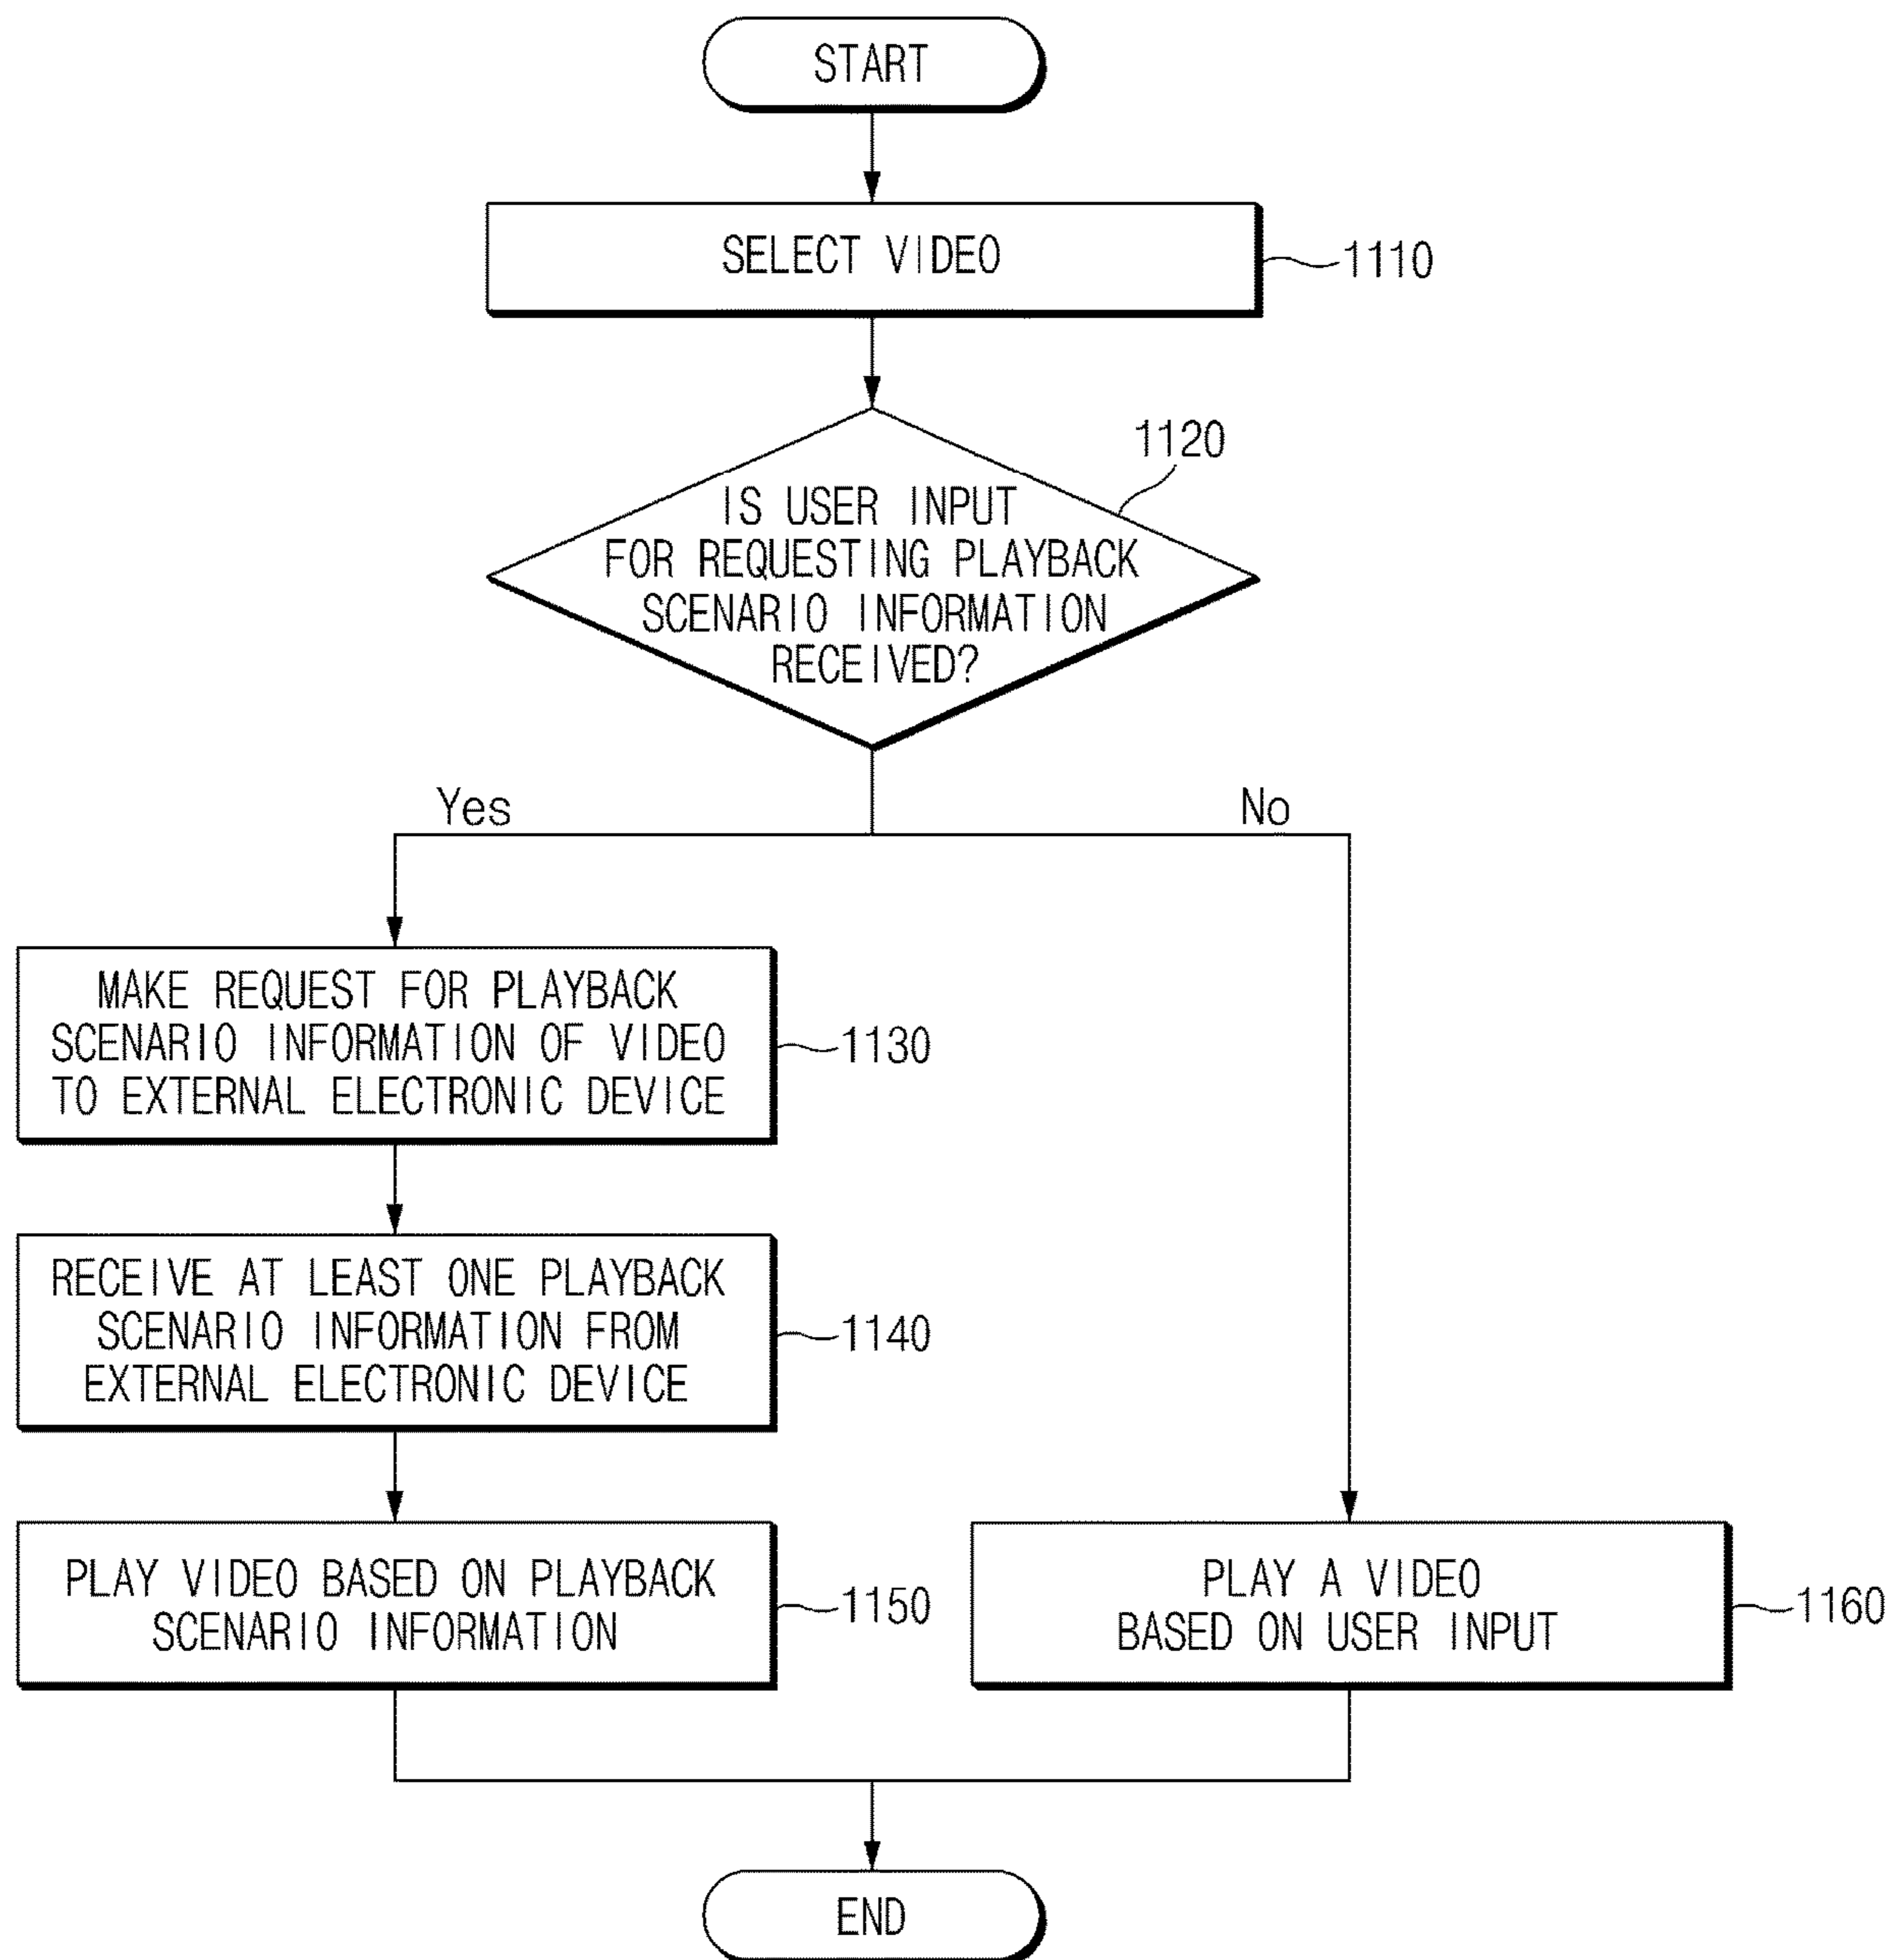 START
SELECT VIDEO
1110
1120
IS USER INPUT
FOR REQUESTING PLAYBACK
SCENARIO INFORMATION
RECEIVED?
Yes
No
MAKE REQUEST FOR PLAYBACK
SCENARIO INFORMATION OF VIDEO
TO EXTERNAL ELECTRONIC DEVICE
1130
RECEIVE AT LEAST ONE PLAYBACK
SCENARIO INFORMATION FROM
EXTERNAL ELECTRONIC DEVICE
1140
PLAY VIDEO BASED ON PLAYBACK
SCENARIO INFORMATION
1150
PLAY A VIDEO
BASED ON USER INPUT
1160
END